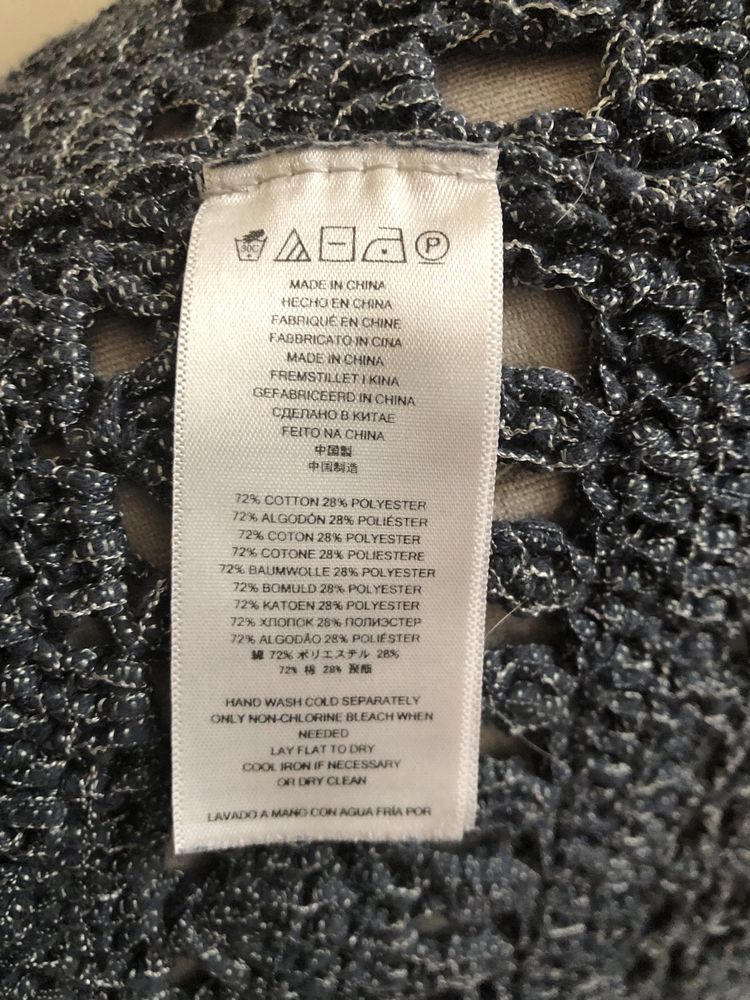 30C
P
MADE IN CHINA
HECHO EN CHINA
FABRIQUÉ EN CHINE
FABBRICATO IN CINA
MADE IN CHINA
FREMSTILLET I KINA
GEFABRICEERD IN CHINA
СДЕЛАНО В КИТАЕ
FEITO NA CHINA
中国製
中国制造
72% COTTON 28% POLYESTER
72% ALGODÓN 28% POLIÉSTER
72% COTON 28% POLYESTER
72% COTONE 28% POLIESTERE
72% BAUMWOLLE 28% POLYESTER
72% BOMULD 28% POLYESTER
72% KATOEN 28% POLYESTER
72% ХЛОПОК 28% ПОЛИЭСТЕР
72% ALGODÃO 28% POLIÉSTER
綿 72% ポリエステル 28%
72% 棉 28% 聚酯
HAND WASH COLD SEPARATELY
ONLY NON-CHLORINE BLEACH WHEN
NEEDED
LAY FLAT TO DRY
COOL IRON IF NECESSARY
OR DRY CLEAN
LAVADO A MANO CON AGUA FRÍA POR